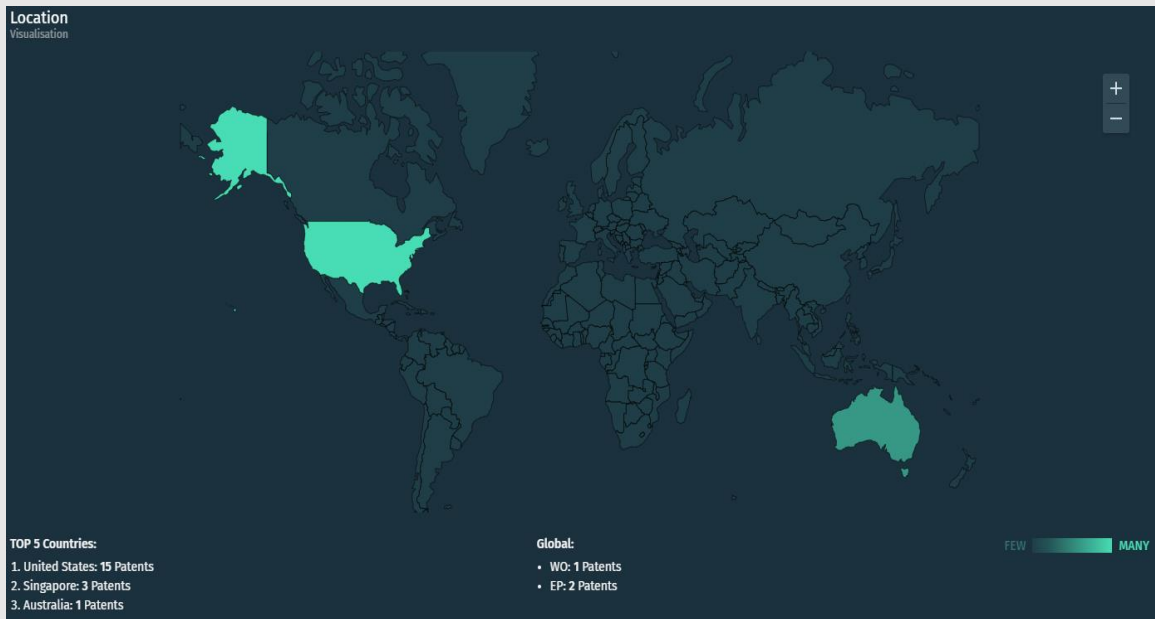 Location
Visualisation
+
−
TOP 5 Countries:
1. United States: 15 Patents
2. Singapore: 3 Patents
3. Australia: 1 Patents
Global:
• WO: 1 Patents
• EP: 2 Patents
FEW MANY